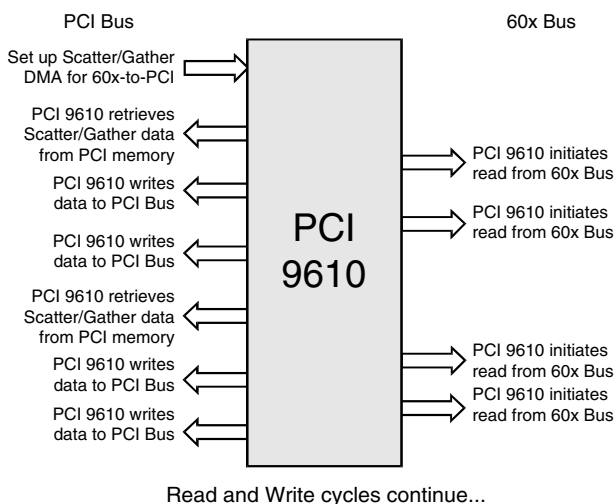 PCI Bus
60x Bus
Set up Scatter/Gather
DMA for 60x-to-PCI
PCI 9610 retrieves
Scatter/Gather data
from PCI memory
PCI 9610 writes
data to PCI Bus
PCI 9610 writes
data to PCI Bus
PCI 9610 retrieves
Scatter/Gather data
from PCI memory
PCI 9610 writes
data to PCI Bus
PCI 9610 writes
data to PCI Bus
PCI
9610
PCI 9610 initiates
read from 60x Bus
PCI 9610 initiates
read from 60x Bus
PCI 9610 initiates
read from 60x Bus
PCI 9610 initiates
read from 60x Bus
Read and Write cycles continue...